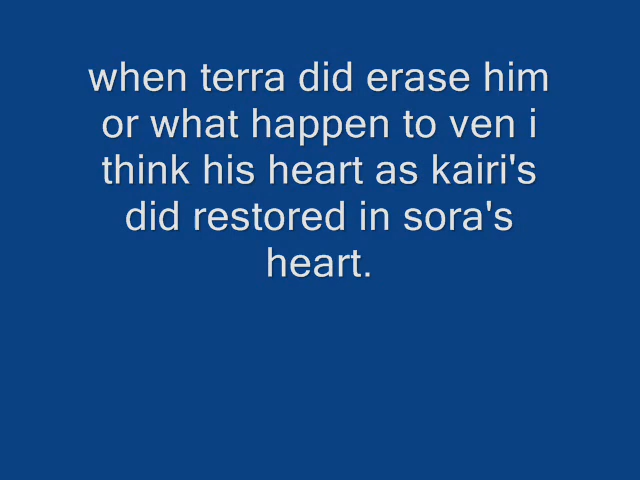 when terra did erase him
or what happen to ven i
think his heart as kairi's
did restored in sora's
heart.